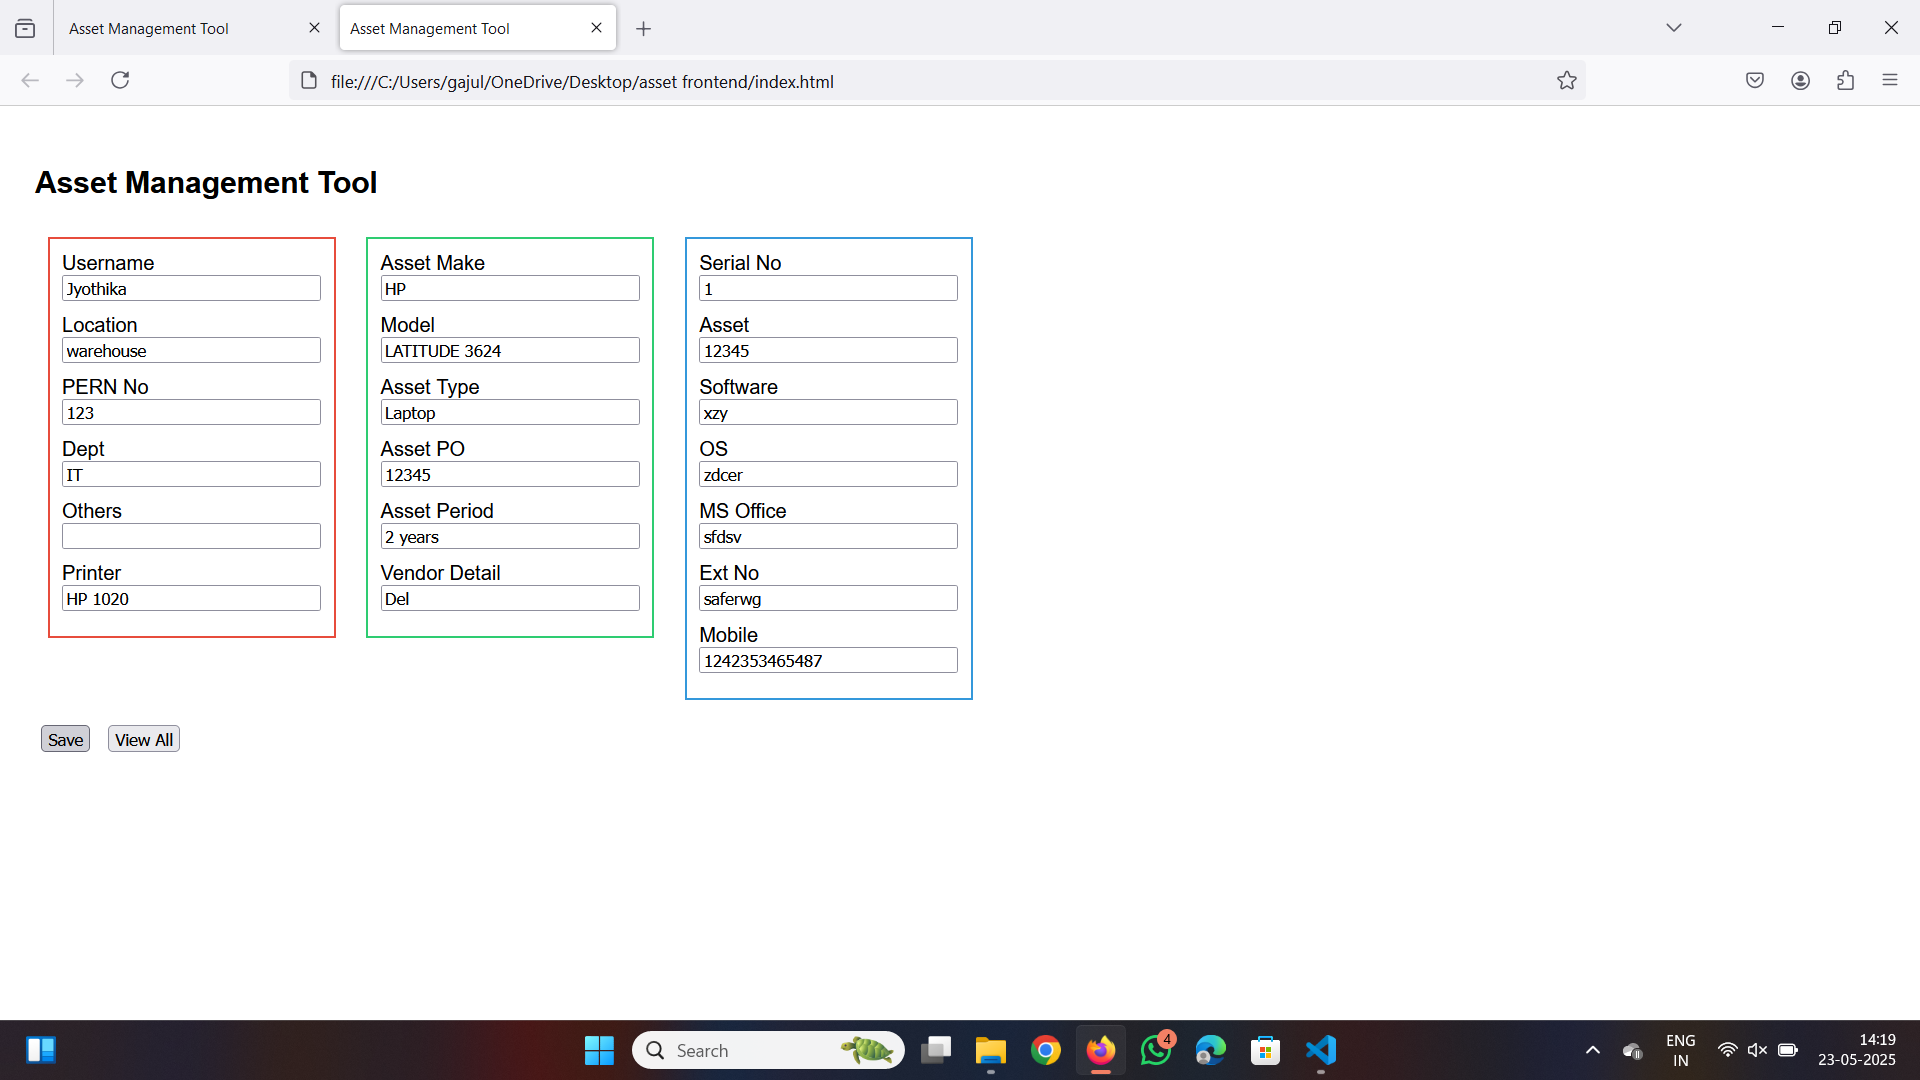 Asset Management Tool
Asset Management Tool
file:///C:/Users/gajul/OneDrive/Desktop/asset frontend/index.html
Asset Management Tool
Username
Jyothika
Location
warehouse
PERN No
123
Dept
IT
Others
Printer
HP 1020
Asset Make
HP
Model
LATITUDE 3624
Asset Type
Laptop
Asset PO
12345
Asset Period
2 years
Vendor Detail
Del
Serial No
1
Asset
12345
Software
xzy
OS
zdcer
MS Office
sfdsv
Ext No
saferwg
Mobile
1242353465487
Save
View All
Search
4
ENG
IN
14:19
23-05-2025